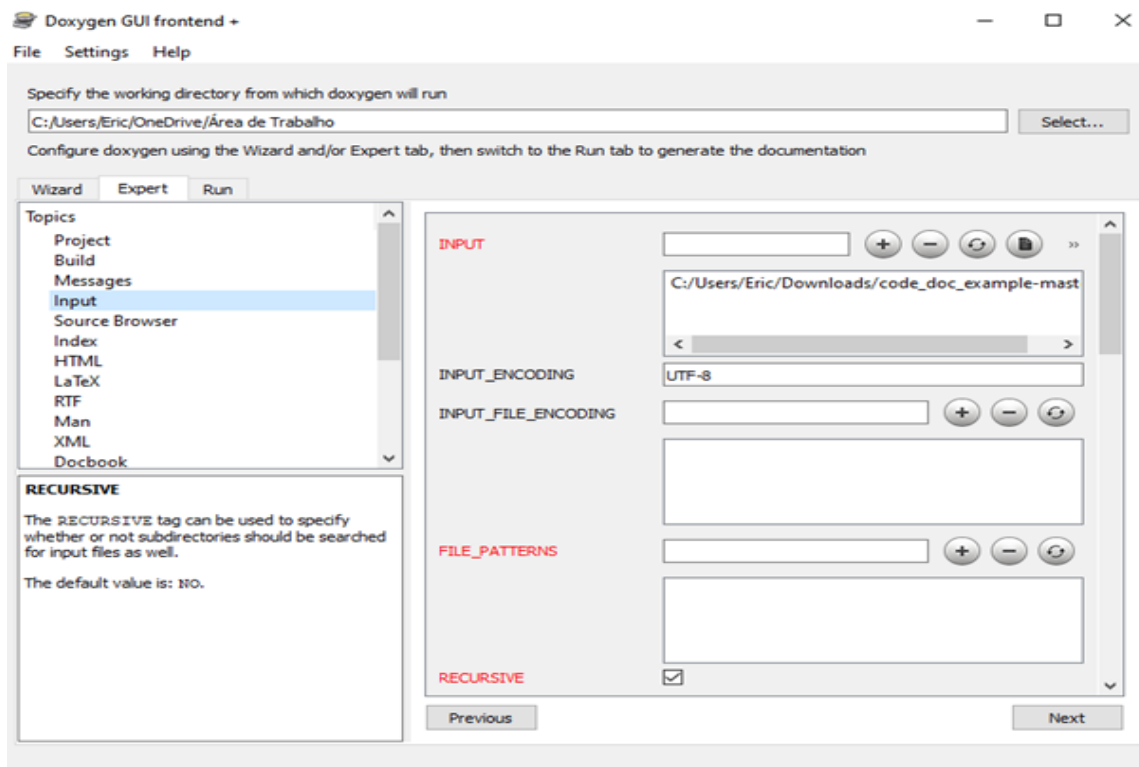 Doxygen GUI frontend +
File Settings Help
Specify the working directory from which doxygen will run
C:/Users/Eric/OneDrive/Área de Trabalho
Select...
Configure doxygen using the Wizard and/or Expert tab, then switch to the Run tab to generate the documentation
Wizard Expert Run
Topics
Project
Build
Messages
Input
Source Browser
Index
HTML
LaTeX
RTF
Man
XML
Docbook
RECURSIVE
The RECURSIVE tag can be used to specify
whether or not subdirectories should be searched
for input files as well.
The default value is: NO.
INPUT
C:/Users/Eric/Downloads/code_doc_example-mast
INPUT_ENCODING
UTF-8
INPUT_FILE_ENCODING
FILE_PATTERNS
RECURSIVE
Previous
Next